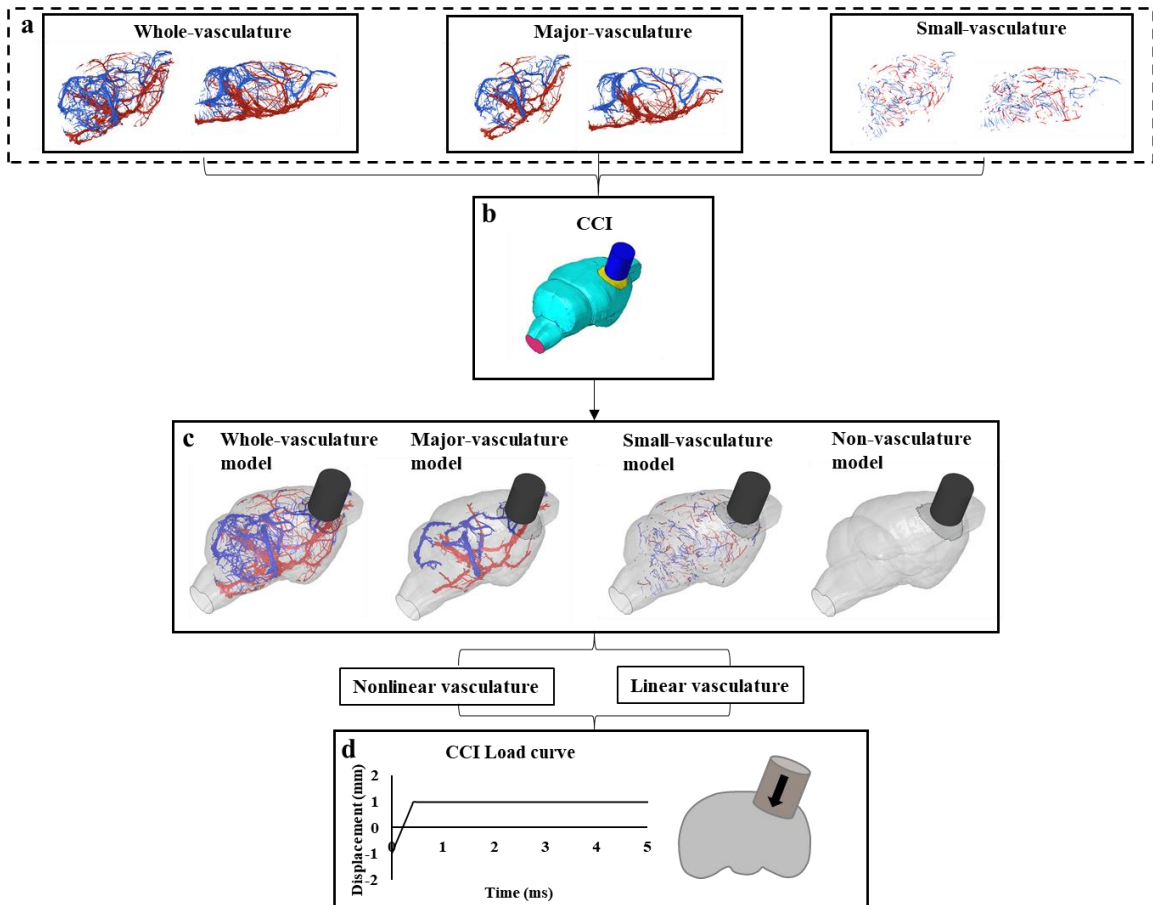 a
Whole-vasculature
Major-vasculature
Small-vasculature
b
CCI
c
Whole-vasculature
model
Major-vasculature
model
Small-vasculature
model
Non-vasculature
model
Nonlinear vasculature
Linear vasculature
d
CCI Load curve
Displacement (mm)
2
1
0
-1
-2
0
1
2
3
4
5
Time (ms)